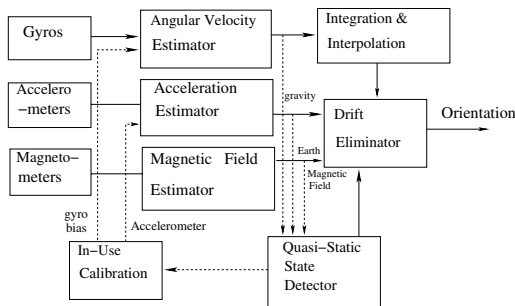 Gyros
Angular Velocity
Estimator
Integration &
Interpolation
Accelero
−meters
Acceleration
Estimator
gravity
Drift
Eliminator
Orientation
Magneto−
meters
Magnetic Field
Estimator
Earth
Magnetic
Field
gyro
bias
Accelerometer
In−Use
Calibration
Quasi−Static
State
Detector